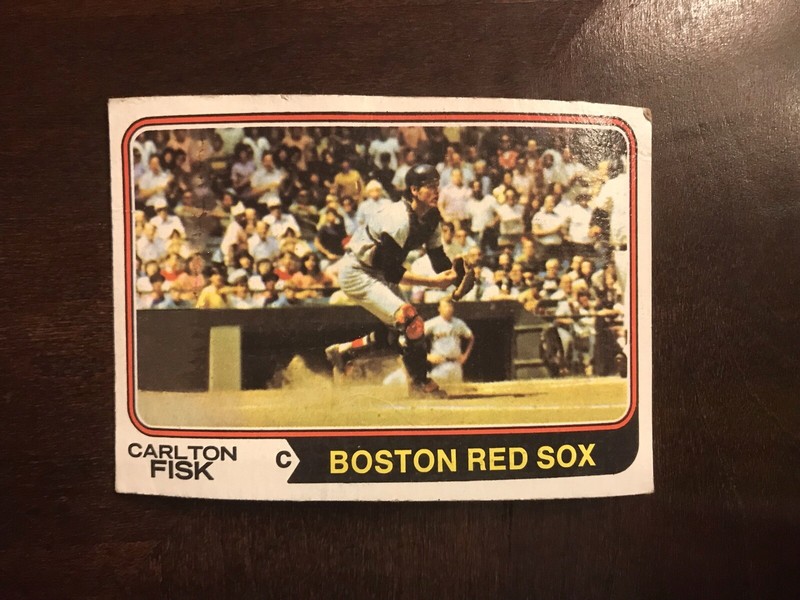 CARLTON
FISK
C
BOSTON RED SOX